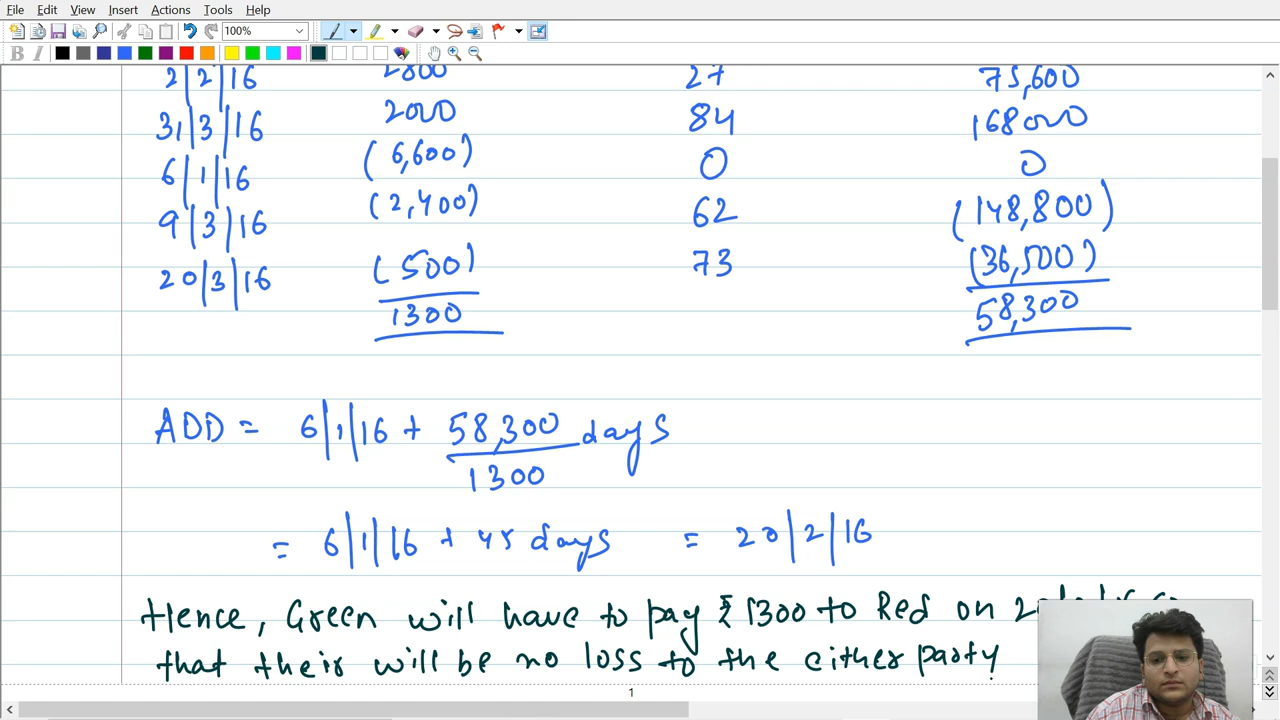 File Edit View Insert Actions Tools Help
100%
B I
2|2|16 2800 27 75,600
31|3|16 2000 84 168000
6|1|16 (6,600) 0 0
9|3|16 (2,400) 62 (148,800)
20|3|16 (500) 73 (36,500)
1300 58,300
ADD = 6|1|16 + 58,300 days
1300
= 6|1|16 + 45 days = 20|2|16
Hence, Green will have to pay ₹ 1300 to Red on
that their will be no loss to the either party.
1